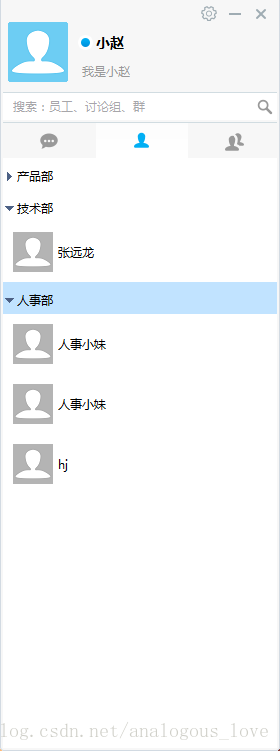 小赵
我是小赵
搜索：员工、讨论组、群
产品部
技术部
张远龙
人事部
人事小妹
人事小妹
hj
log.csdn.net/analogous_love